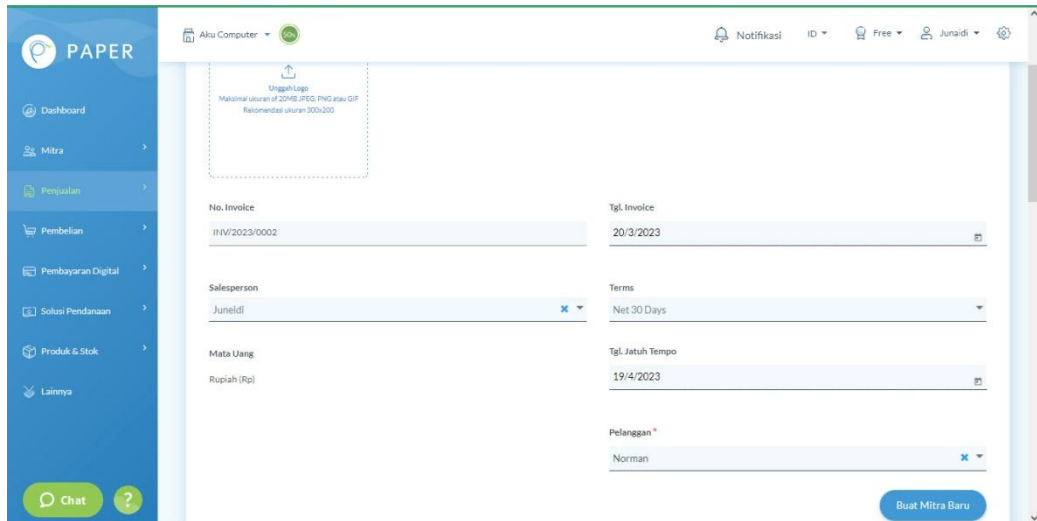 PAPER
Aku Computer
50%
Notifikasi
ID
Free
Junaidi
Dashboard
Mitra
Penjualan
Pembelian
Pembayaran Digital
Solusi Pendanaan
Produk & Stok
Lainnya
Chat
?
Unggah Logo
Maksimal ukuran of 20MB JPEG, PNG atau GIF
Rekomendasi ukuran 300x200
No. Invoice
INV/2023/0002
Tgl. Invoice
20/3/2023
Salesperson
Juneidi
Terms
Net 30 Days
Mata Uang
Rupiah (Rp)
Tgl. Jatuh Tempo
19/4/2023
Pelanggan *
Norman
Buat Mitra Baru